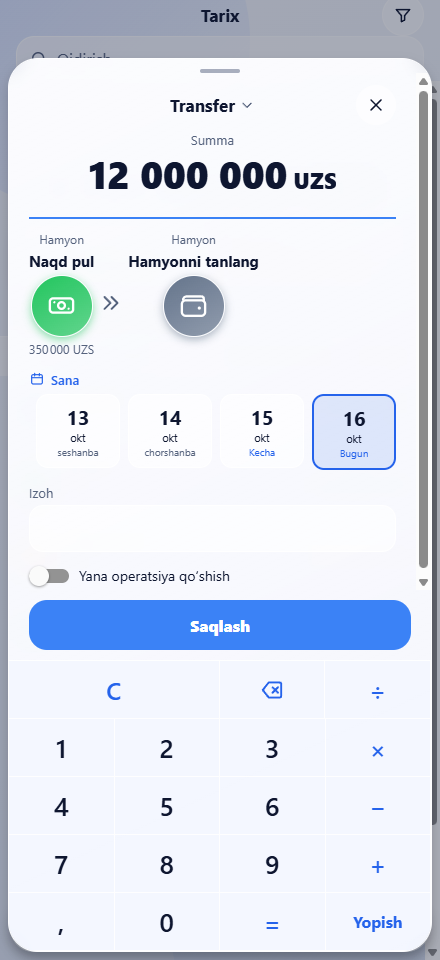 Tarix
Qidirish
Transfer
Summa
12 000 000 UZS
Hamyon
Hamyon
Naqd pul
Hamyonni tanlang
350 000 UZS
Sana
13
okt
seshanba
14
okt
chorshanba
15
okt
Kecha
16
okt
Bugun
Izoh
Yana operatsiya qo‘shish
Saqlash
C
÷
1 2 3 ×
4 5 6 −
7 8 9 +
, 0 = Yopish